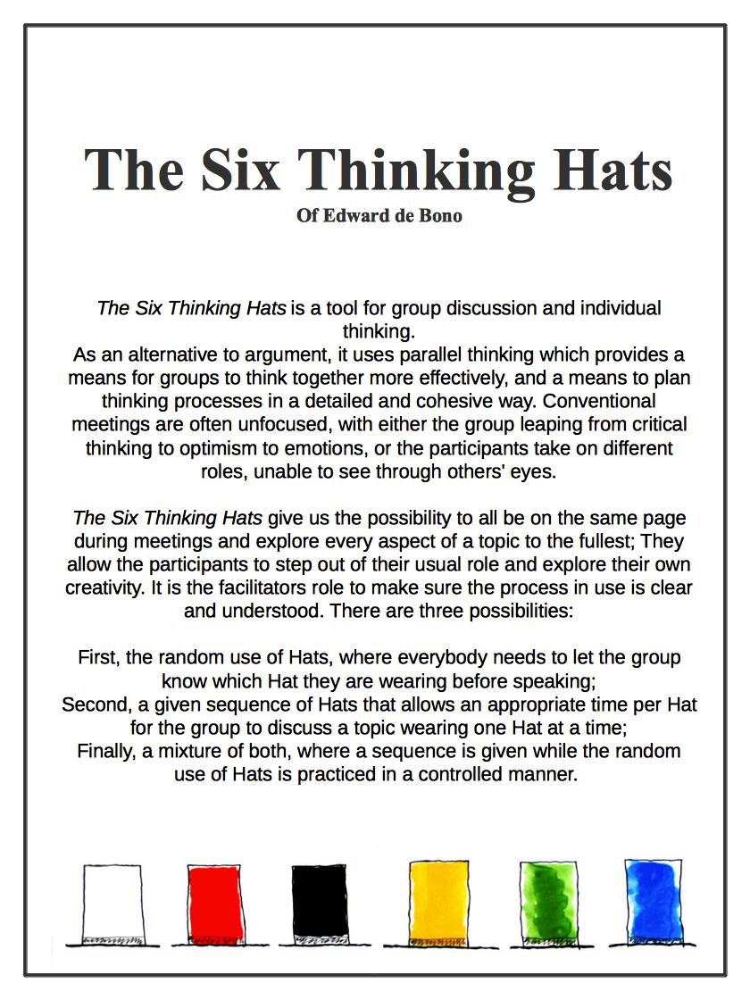 The Six Thinking Hats
Of Edward de Bono
The Six Thinking Hats is a tool for group discussion and individual
thinking.
As an alternative to argument, it uses parallel thinking which provides a
means for groups to think together more effectively, and a means to plan
thinking processes in a detailed and cohesive way. Conventional
meetings are often unfocused, with either the group leaping from critical
thinking to optimism to emotions, or the participants take on different
roles, unable to see through others' eyes.
The Six Thinking Hats give us the possibility to all be on the same page
during meetings and explore every aspect of a topic to the fullest; They
allow the participants to step out of their usual role and explore their own
creativity. It is the facilitators role to make sure the process in use is clear
and understood. There are three possibilities:
First, the random use of Hats, where everybody needs to let the group
know which Hat they are wearing before speaking;
Second, a given sequence of Hats that allows an appropriate time per Hat
for the group to discuss a topic wearing one Hat at a time;
Finally, a mixture of both, where a sequence is given while the random
use of Hats is practiced in a controlled manner.